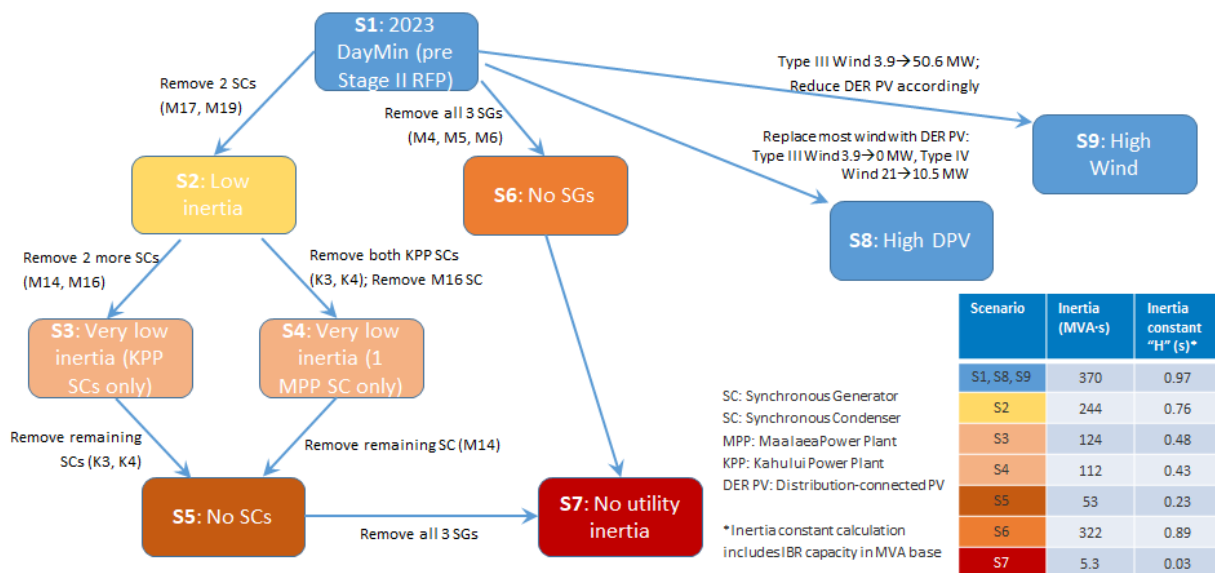 S1: 2023
DayMin (pre
Stage II RFP)
Remove 2 SCs
(M17, M19)
Remove all 3 SGs
(M4, M5, M6)
Type III Wind 3.9→50.6 MW;
Reduce DER PV accordingly
Replace most wind with DER PV:
Type III Wind 3.9→0 MW, Type IV
Wind 21→10.5 MW
S9: High
Wind
S2: Low
inertia
S6: No SGs
S8: High DPV
Remove 2 more SCs
(M14, M16)
Remove both KPP SCs
(K3, K4); Remove M16 SC
S3: Very low
inertia (KPP
SCs only)
S4: Very low
inertia (1
MPP SC only)
Remove remaining
SCs (K3, K4)
Remove remaining SC (M14)
S5: No SCs
Remove all 3 SGs
S7: No utility
inertia
SC: Synchronous Generator
SC: Synchronous Condenser
MPP: Maalaea Power Plant
KPP: Kahului Power Plant
DER PV: Distribution-connected PV
*Inertia constant calculation
includes IBR capacity in MVA base
Scenario Inertia (MVA·s) Inertia constant "H" (s)*
S1, S8, S9 370 0.97
S2 244 0.76
S3 124 0.48
S4 112 0.43
S5 53 0.23
S6 322 0.89
S7 5.3 0.03